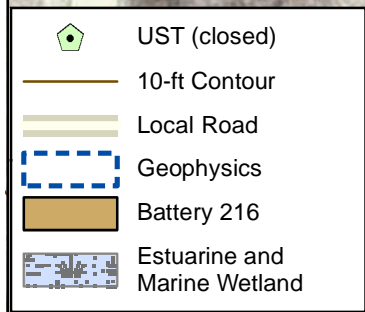 UST (closed)
10-ft Contour
Local Road
Geophysics
Battery 216
Estuarine and
Marine Wetland